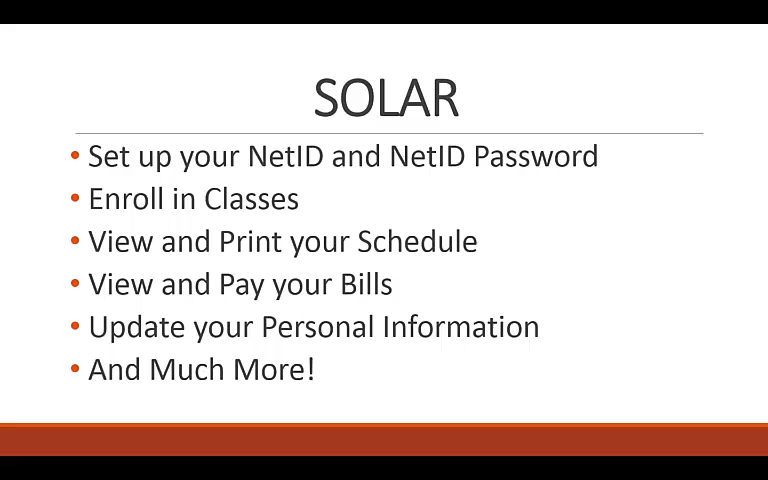 SOLAR
• Set up your NetID and NetID Password
• Enroll in Classes
• View and Print your Schedule
• View and Pay your Bills
• Update your Personal Information
• And Much More!